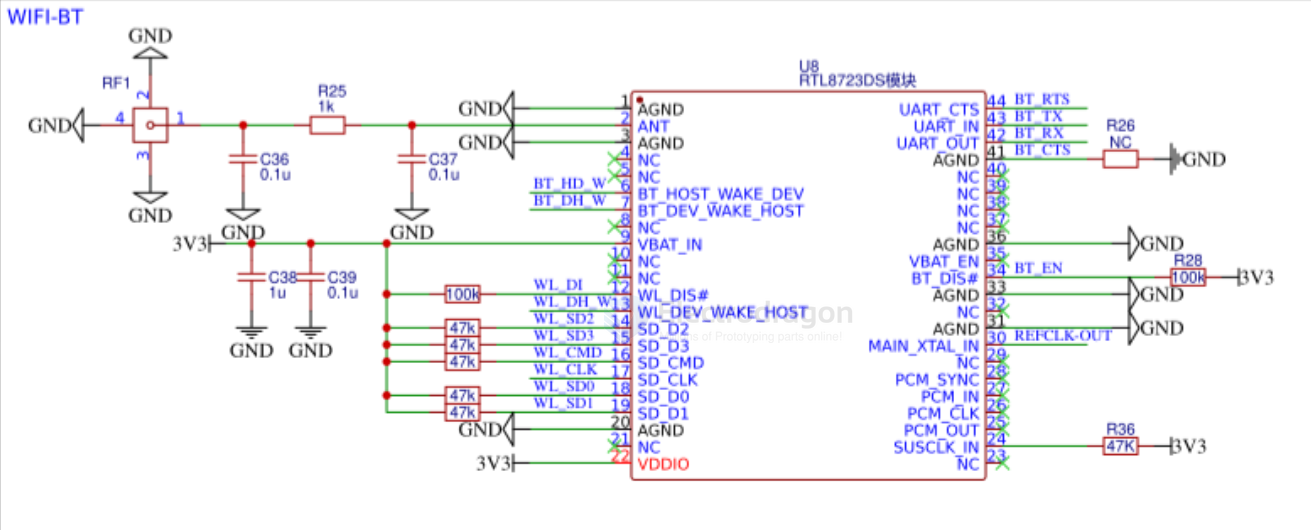 WIFI-BT
GND
RF1
2
GND
4
1
3
GND
R25
1k
C36
0.1u
GND
C37
0.1u
GND
3V3
C38
1u
GND
C39
0.1u
GND
U8
RTL8723DS模块
GND
1 AGND
2 ANT
GND
3 AGND
4 NC
5 NC
BT_HD_W 6 BT_HOST_WAKE_DEV
BT_DH_W 7 BT_DEV_WAKE_HOST
8 NC
9 VBAT_IN
10 NC
11 NC
100k WL_DI 12 WL_DIS#
WL_DH_W 13 WL_DEV_WAKE_HOST
47k WL_SD2 14 SD_D2
47k WL_SD3 15 SD_D3
47k WL_CMD 16 SD_CMD
WL_CLK 17 SD_CLK
47k WL_SD0 18 SD_D0
47k WL_SD1 19 SD_D1
GND 20 AGND
21 NC
3V3 22 VDDIO
UART_CTS 44 BT_RTS
UART_IN 43 BT_TX
UART_OUT 42 BT_RX
AGND 41 BT_CTS
R26
NC
GND
NC 40
NC 39
NC 38
NC 37
AGND 36 GND
VBAT_EN 35
BT_DIS# 34 BT_EN
R28
100k
3V3
AGND 33 GND
NC 32
AGND 31 GND
MAIN_XTAL_IN 30 REFCLK-OUT
NC 29
PCM_SYNC 28
PCM_IN 27
PCM_CLK 26
PCM_OUT 25
SUSCLK_IN 24
R36
47K
3V3
NC 23
dragon
of Prototyping parts online!